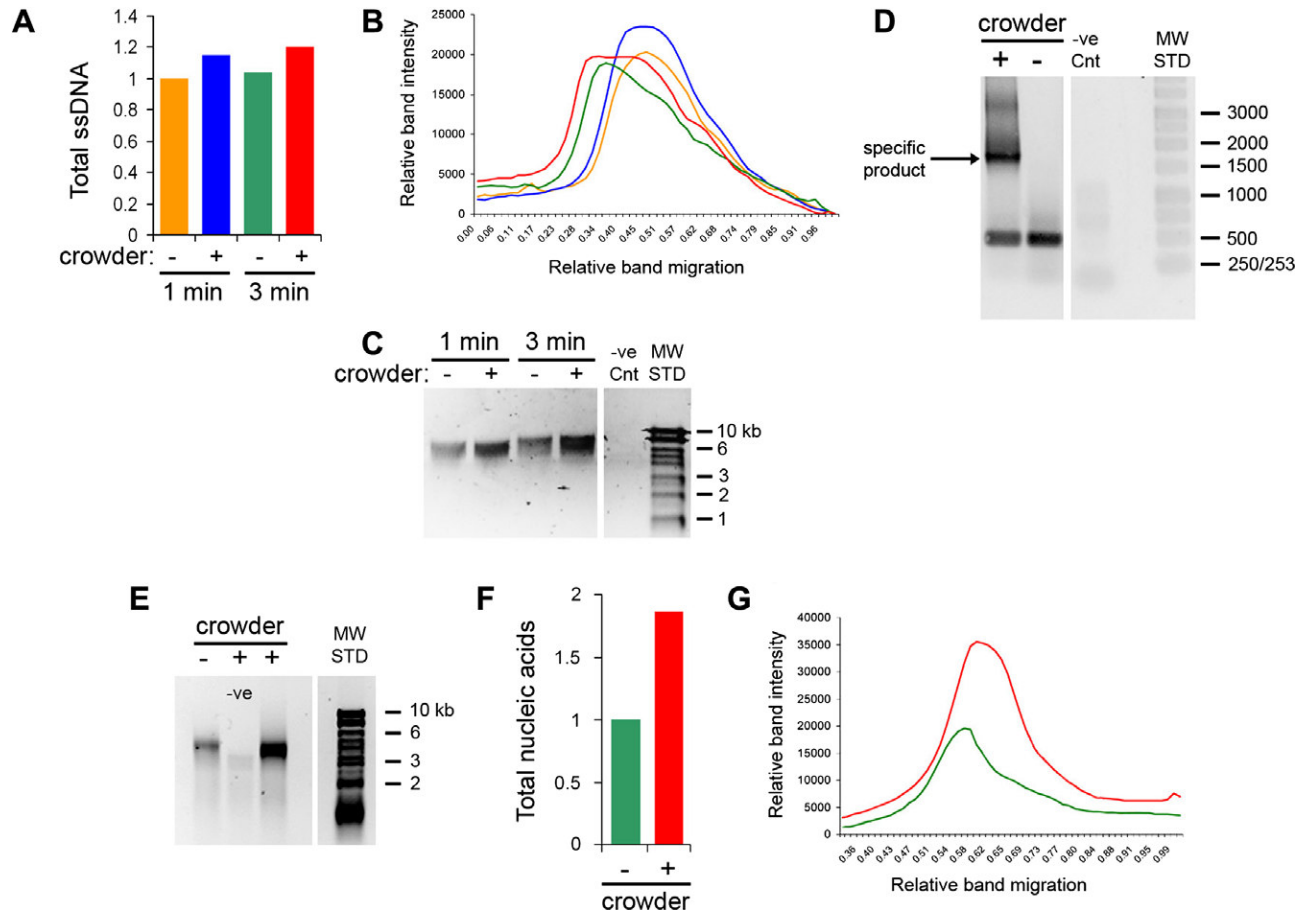 A
Total ssDNA
1.4
1.2
1
0.8
0.6
0.4
0.2
0
crowder: - + - +
1 min 3 min
B
Relative band intensity
25000
20000
15000
10000
5000
0
0.00 0.06 0.11 0.17 0.23 0.28 0.34 0.40 0.45 0.51 0.57 0.62 0.68 0.74 0.79 0.85 0.91 0.96
Relative band migration
C
1 min 3 min -ve MW
crowder: - + - + Cnt STD
10 kb
6
3
2
1
D
crowder -ve MW
+ - Cnt STD
specific
product
3000
2000
1500
1000
500
250/253
E
crowder MW
- + + STD
-ve
10 kb
6
3
2
F
Total nucleic acids
2
1.5
1
0.5
0
- +
crowder
G
Relative band intensity
40000
35000
30000
25000
20000
15000
10000
5000
0
0.36 0.40 0.43 0.47 0.51 0.54 0.58 0.62 0.65 0.69 0.73 0.77 0.80 0.84 0.88 0.91 0.95 0.99
Relative band migration